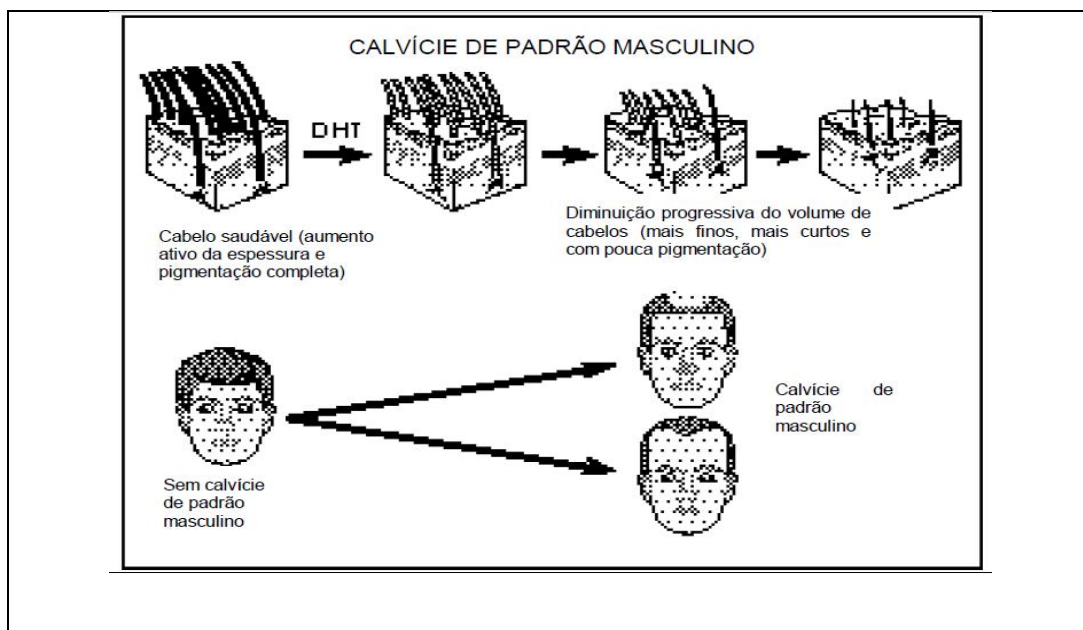 CALVÍCIE DE PADRÃO MASCULINO
DHT
Cabelo saudável (aumento
ativo da espessura e
pigmentação completa)
Diminuição progressiva do volume de
cabelos (mais finos, mais curtos e
com pouca pigmentação)
Sem calvície
de padrão
masculino
Calvície de
padrão
masculino